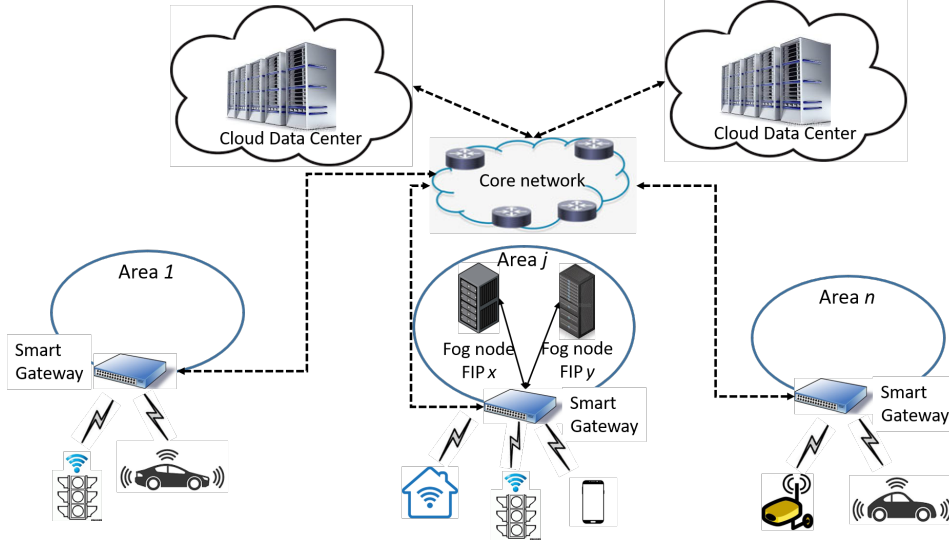 Cloud Data Center
Cloud Data Center
Core network
Area 1
Area j
Area n
Fog node
FIP x
Fog node
FIP y
Smart
Gateway
Smart
Gateway
Smart
Gateway